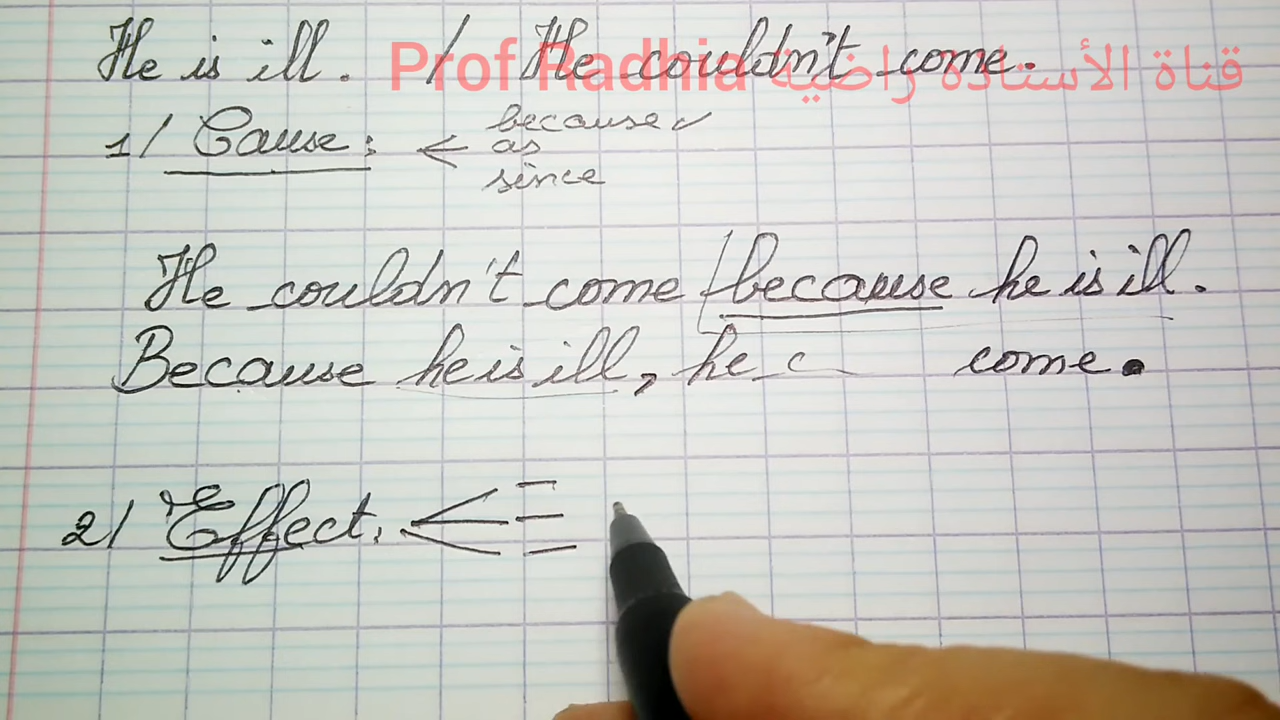 He is ill. / He couldn't come.
Prof Radhia قناة الأستاذة راضية
1/ Cause: because ✓
as
since
He couldn't come / because he is ill.
Because he is ill, he c come.
2/ Effect: